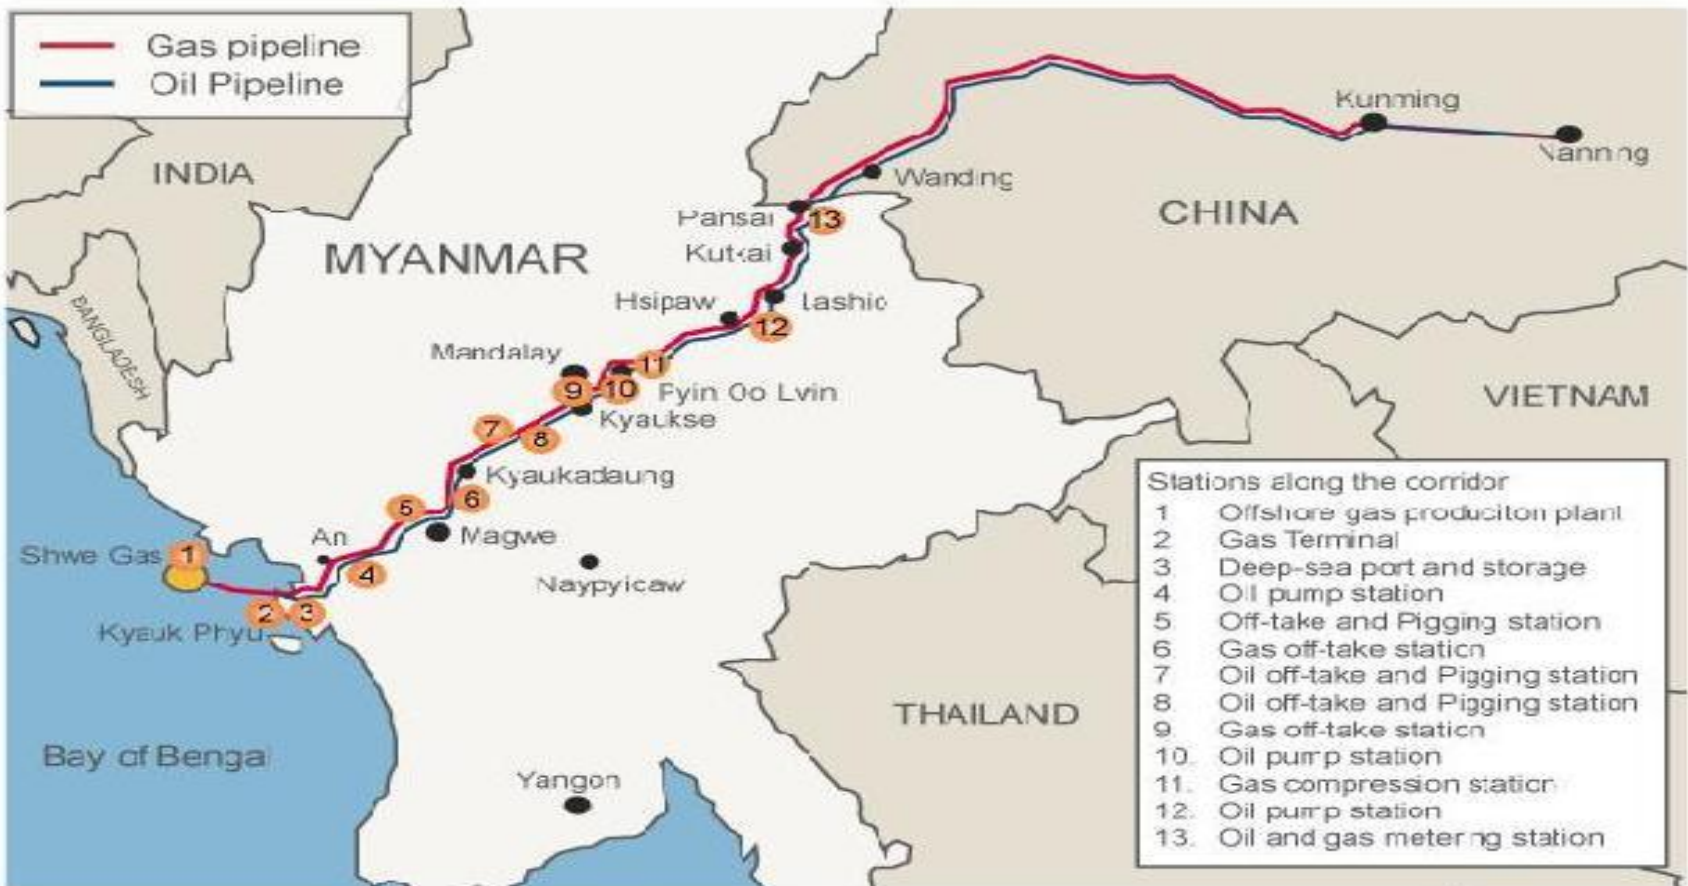 Gas pipeline
Oil Pipeline
Kunming
Nanning
INDIA
Wanding
Pansai
13
CHINA
MYANMAR
Kutkai
Hsipaw
Lashio
12
BANGLADESH
Mandalay
11
9
10
Pyin Oo Lwin
VIETNAM
Kyaukse
7
8
Kyaukadaung
6
5
An
Magwe
Shwe Gas
1
4
Naypyidaw
2
3
Kyauk Phyu
THAILAND
Bay of Bengal
Yangon
Stations along the corridor
1 Offshore gas produciton plant
2 Gas Terminal
3 Deep-sea port and storage
4 Oil pump station
5 Off-take and Pigging station
6 Gas off-take station
7 Oil off-take and Pigging station
8 Oil off-take and Pigging station
9. Gas off-take station
10. Oil pump station
11. Gas compression station
12. Oil pump station
13. Oil and gas metering station